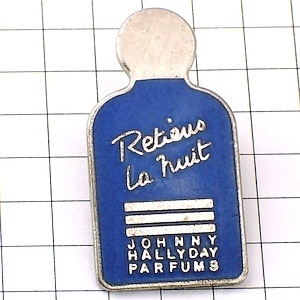 Retiens
La Nuit
JOHNNY
HALLYDAY
PARFUMS